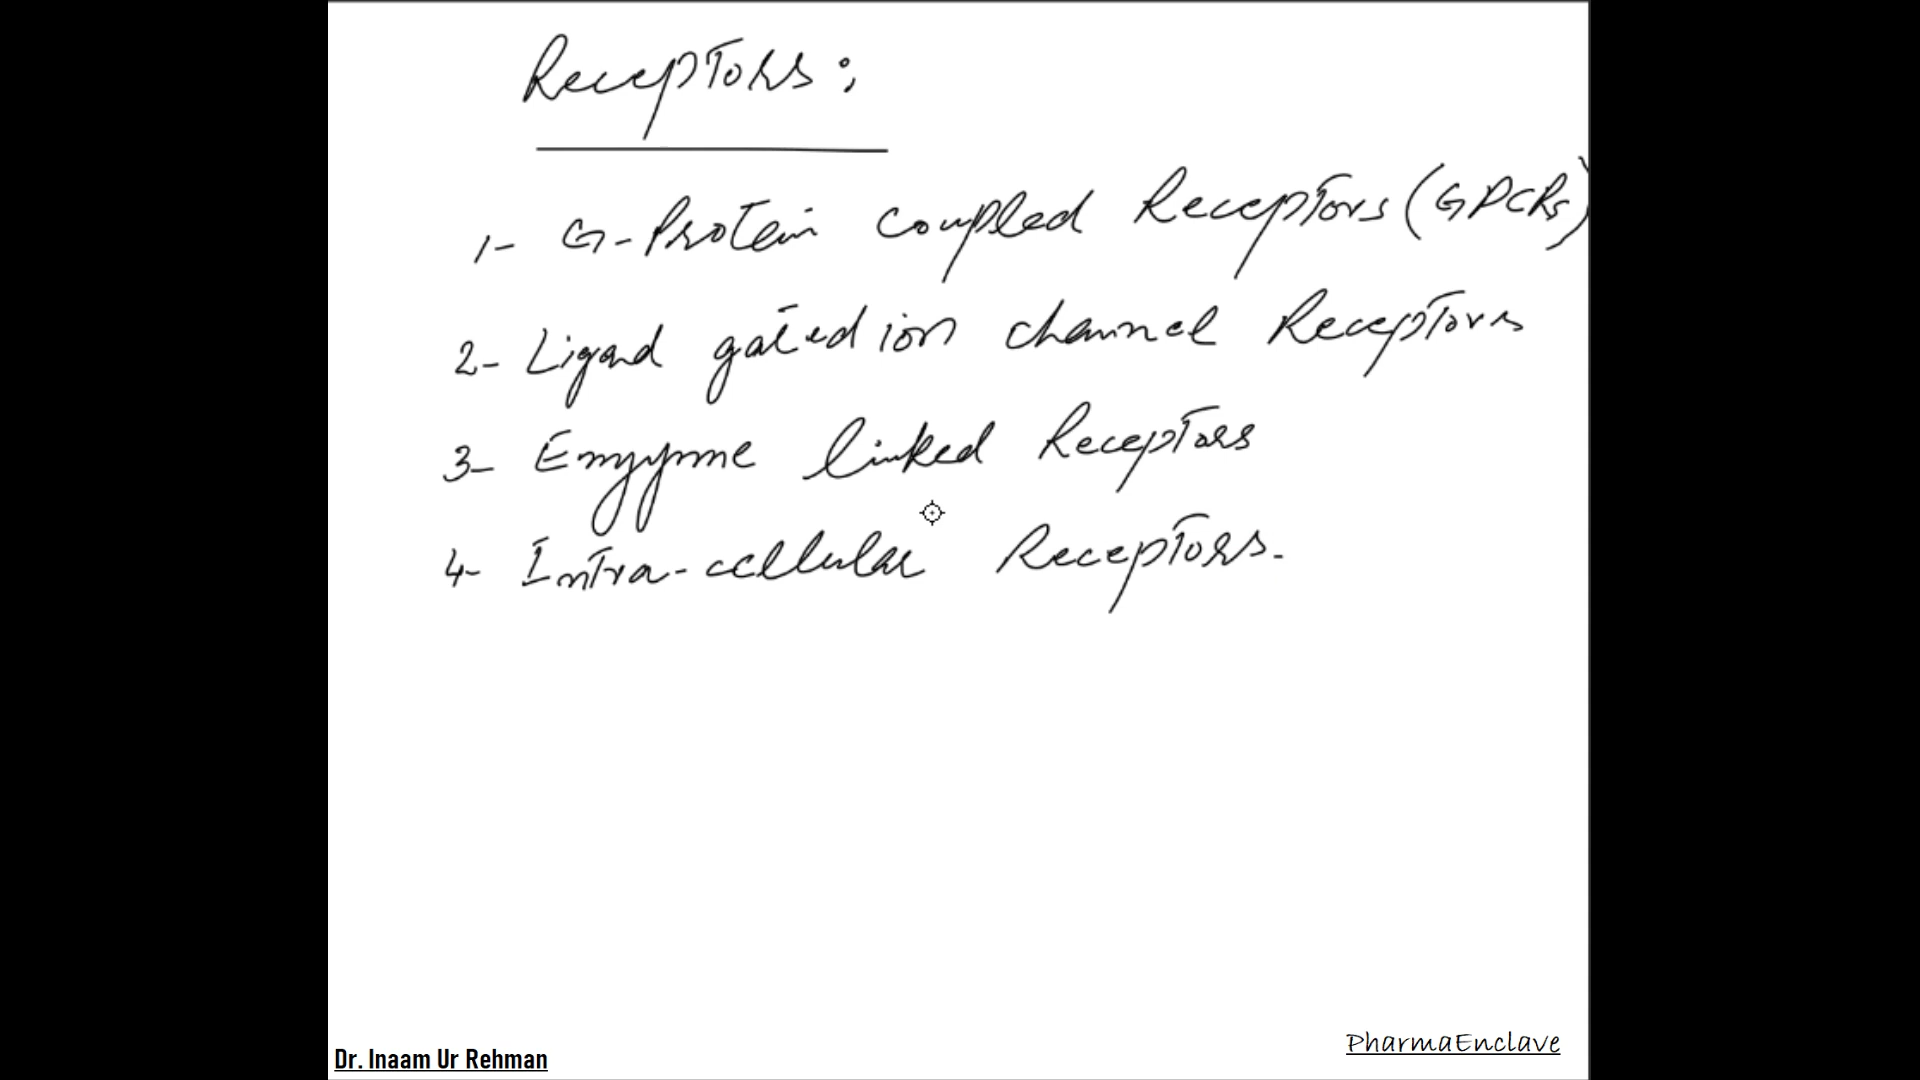 Receptors:
1- G-Protein coupled Receptors (GPCRs)
2- Ligand gated ion channel Receptors
3- Enzyme linked Receptors
4- Intra-cellular Receptors.
Dr. Inaam Ur Rehman
PharmaEnclave